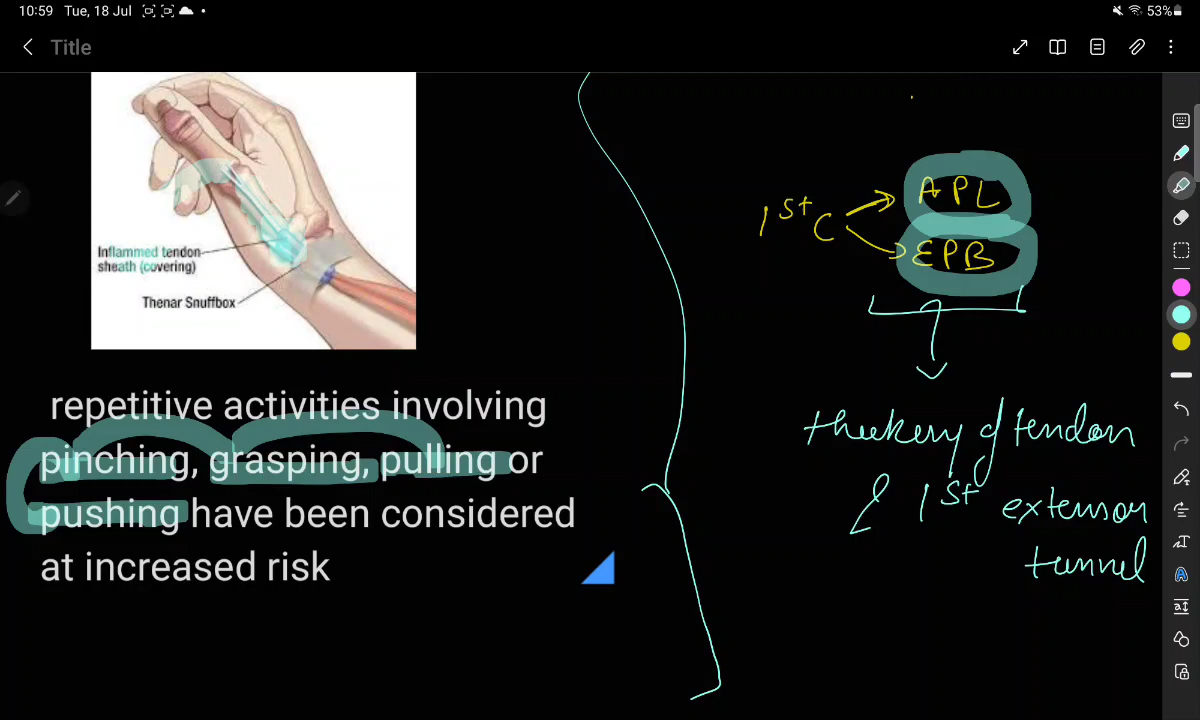 10:59 Tue, 18 Jul
53%
Title
Inflammed tendon
sheath (covering)
Thenar Snuffbox
repetitive activities involving
pinching, grasping, pulling or
pushing have been considered
at increased risk
1st C
APL
EPB
of tendon
& 1st extensor
tunnel